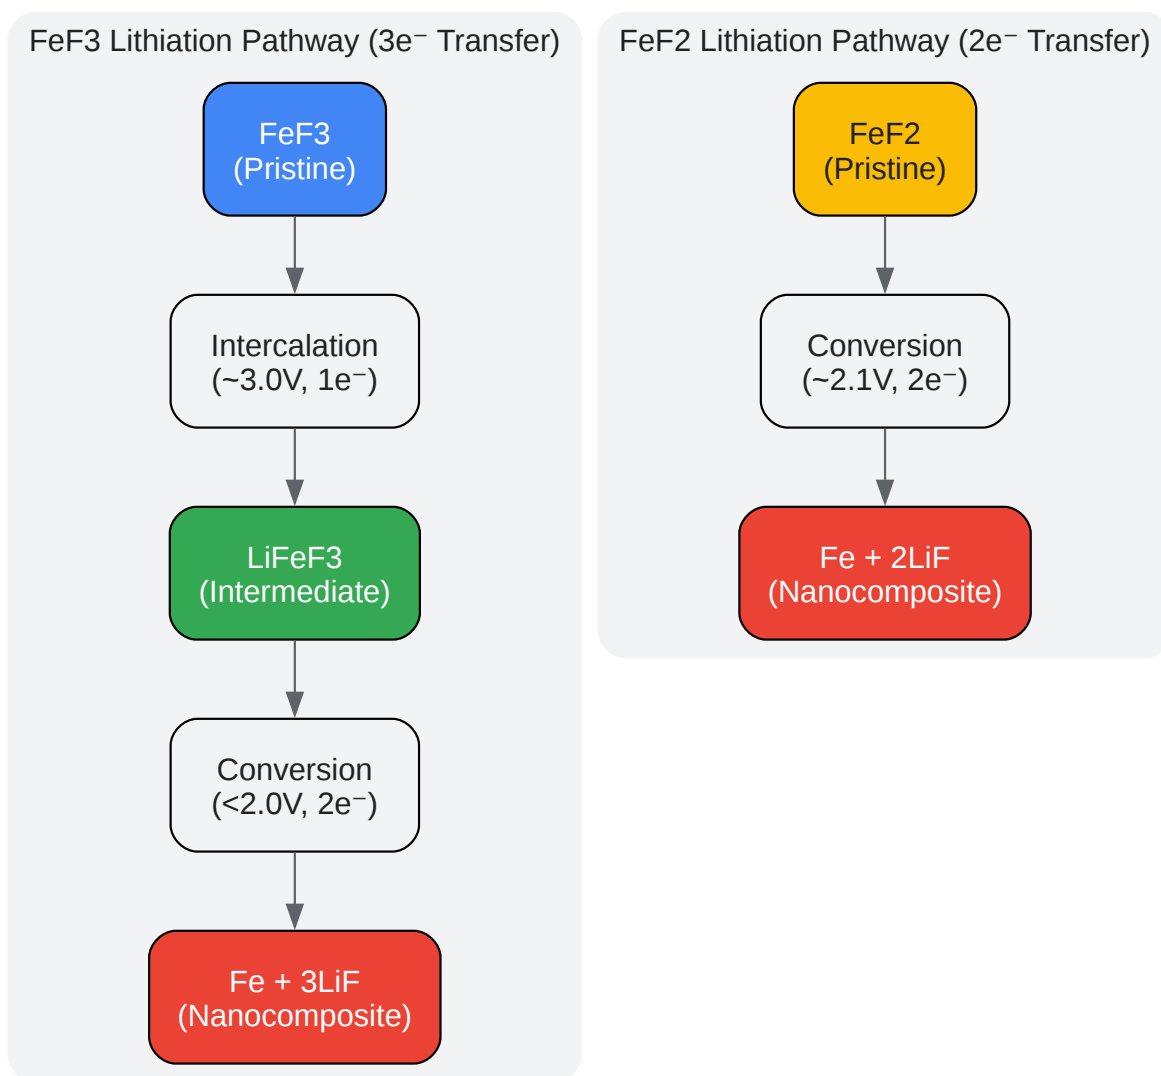 FeF3 Lithiation Pathway (3e⁻ Transfer)
FeF3
(Pristine)
Intercalation
(~3.0V, 1e⁻)
LiFeF3
(Intermediate)
Conversion
(<2.0V, 2e⁻)
Fe + 3LiF
(Nanocomposite)
FeF2 Lithiation Pathway (2e⁻ Transfer)
FeF2
(Pristine)
Conversion
(~2.1V, 2e⁻)
Fe + 2LiF
(Nanocomposite)